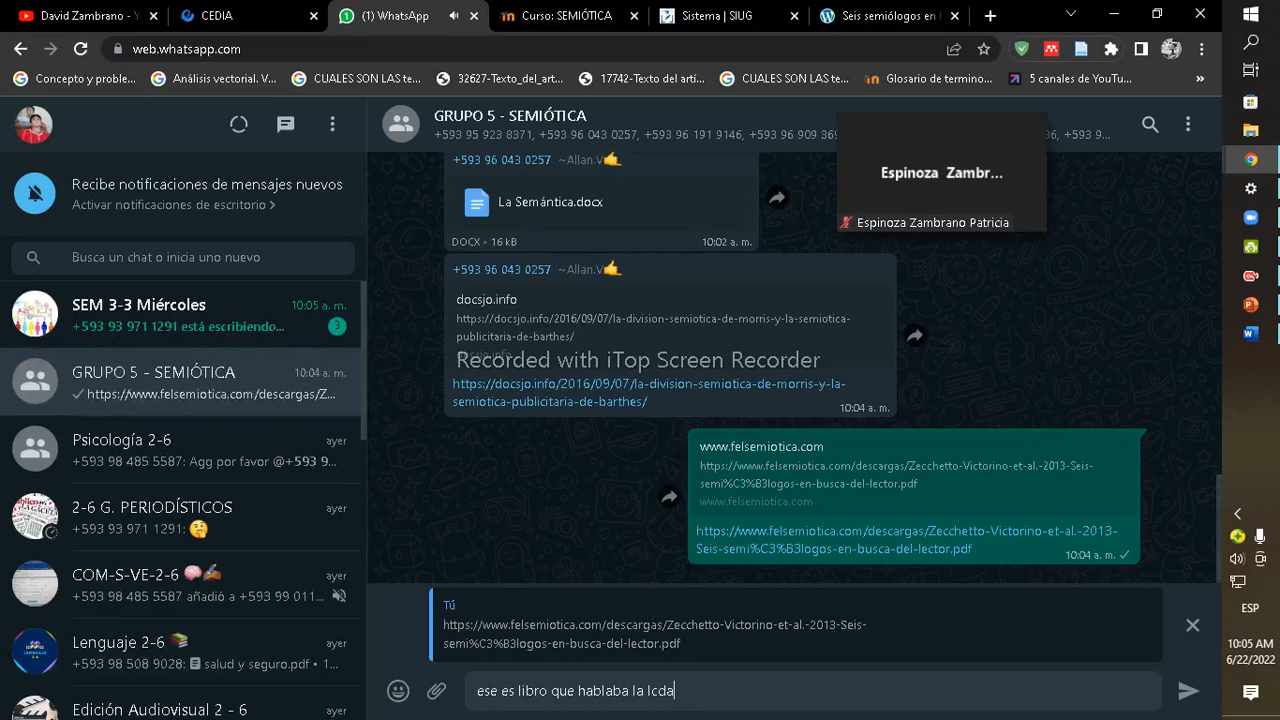 David Zambrano - Y
CEDIA
(1) WhatsApp
Curso: SEMIÓTICA
Sistema | SIUG
Seis semiólogos en
web.whatsapp.com
Concepto y proble...
Análisis vectorial. V...
CUALES SON LAS te...
32627-Texto_del_ar...
17742-Texto del artí...
CUALES SON LAS te...
Glosario de termino...
5 canales de YouTu...
»
GRUPO 5 - SEMIÓTICA
+593 95 923 8371, +593 96 043 0257, +593 96 191 9146, +593 96 909 369
36, +593 9...
Recibe notificaciones de mensajes nuevos
Activar notificaciones de escritorio >
Busca un chat o inicia uno nuevo
SEM 3-3 Miércoles
10:05 a. m.
+593 93 971 1291 está escribiendo...
3
GRUPO 5 - SEMIÓTICA
10:04 a. m.
https://www.felsemiotica.com/descargas/Z...
Psicología 2-6
ayer
+593 98 485 5587: Agg por favor @+593 9...
2-6 G. PERIODÍSTICOS
ayer
+593 93 971 1291: 🤔
COM-S-VE-2-6 🧠✍🏾
ayer
+593 98 485 5587 añadió a +593 99 011...
Lenguaje 2-6 📚
ayer
+593 98 508 9028: salud y seguro.pdf • 1...
Edición Audiovisual 2 - 6
ayer
+593 96 043 0257 ~Allan.V🤙
La Semántica.docx
DOCX • 16 kB
10:02 a. m.
Espinoza Zambr...
Espinoza Zambrano Patricia
+593 96 043 0257 ~Allan.V🤙
docsjo.info
https://docsjo.info/2016/09/07/la-division-semiotica-de-morris-y-la-semiotica-
publicitaria-de-barthes/
Recorded with iTop Screen Recorder
https://docsjo.info/2016/09/07/la-division-semiotica-de-morris-y-la-
semiotica-publicitaria-de-barthes/
10:04 a. m.
www.felsemiotica.com
https://www.felsemiotica.com/descargas/Zecchetto-Victorino-et-al.-2013-Seis-
semi%C3%B3logos-en-busca-del-lector.pdf
www.felsemiotica.com
https://www.felsemiotica.com/descargas/Zecchetto-Victorino-et-al.-2013-
Seis-semi%C3%B3logos-en-busca-del-lector.pdf
10:04 a. m.
Tú
https://www.felsemiotica.com/descargas/Zecchetto-Victorino-et-al.-2013-Seis-
semi%C3%B3logos-en-busca-del-lector.pdf
ese es libro que hablaba la lcda
ESP
10:05 AM
6/22/2022